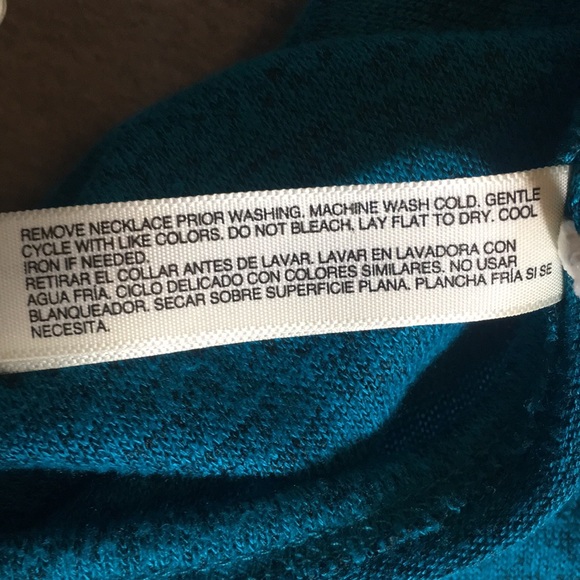 REMOVE NECKLACE PRIOR WASHING. MACHINE WASH COLD. GENTLE
CYCLE WITH LIKE COLORS. DO NOT BLEACH. LAY FLAT TO DRY. COOL
IRON IF NEEDED.
RETIRAR EL COLLAR ANTES DE LAVAR. LAVAR EN LAVADORA CON
AGUA FRÍA. CICLO DELICADO CON COLORES SIMILARES. NO USAR
BLANQUEADOR. SECAR SOBRE SUPERFICIE PLANA. PLANCHA FRÍA SI SE
NECESITA.